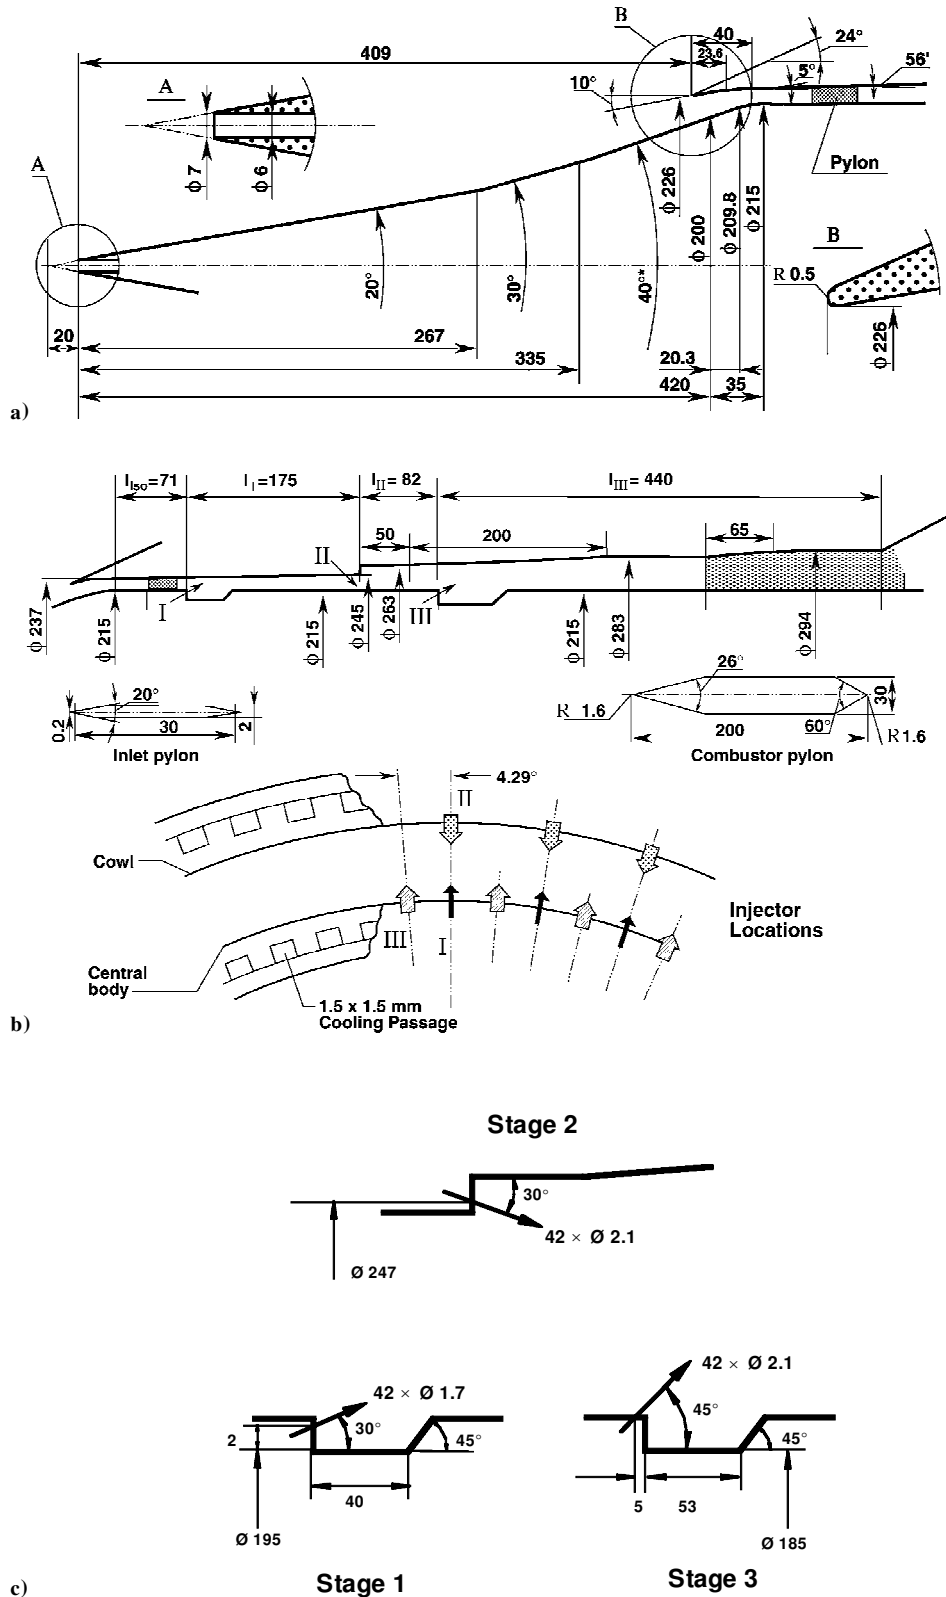 B
40
23.6
24°
409
5°
56'
10°
A
Pylon
ϕ 7
ϕ 6
A
ϕ 226
ϕ 200
ϕ 209.8
ϕ 215
B
R 0.5
20°
30°
40°*
ϕ 226
20
267
335
20.3
420
35
a)
l Iso=71
l I=175
l II= 82
l III= 440
50
200
65
II
I
III
ϕ 237
ϕ 215
ϕ 215
ϕ 245
ϕ 263
ϕ 215
ϕ 283
ϕ 294
0.2
20°
30
2
Inlet pylon
26°
R 1.6
200
60°
30
R 1.6
Combustor pylon
4.29°
II
Cowl
III
I
Injector
Locations
Central
body
1.5 x 1.5 mm
Cooling Passage
b)
Stage 2
30°
42 × Ø 2.1
Ø 247
42 × Ø 1.7
2
30°
45°
40
Ø 195
Stage 1
42 × Ø 2.1
45°
45°
5
53
Ø 185
Stage 3
c)